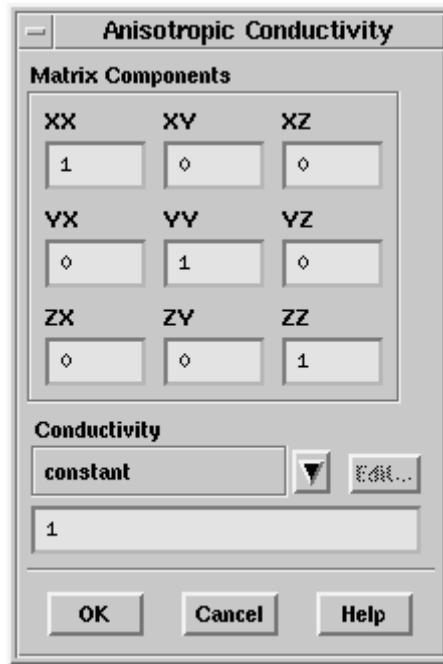 Anisotropic Conductivity
Matrix Components
XX XY XZ
1 0 0
YX YY YZ
0 1 0
ZX ZY ZZ
0 0 1
Conductivity
constant Edit...
1
OK Cancel Help